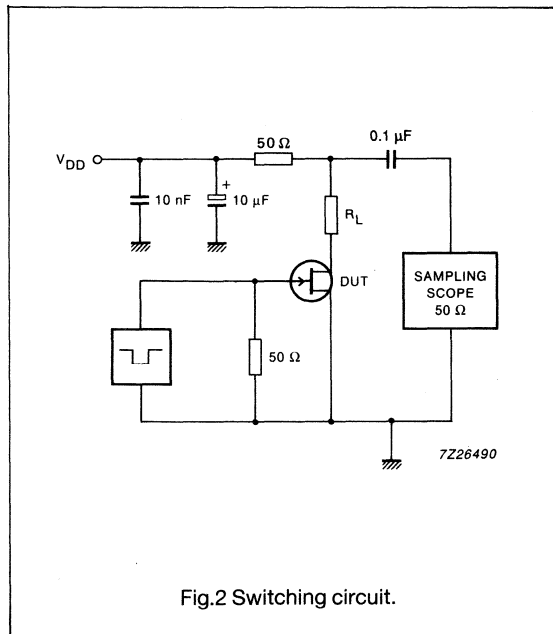 50 Ω
0.1 μF
V_DD
+
10 nF
10 μF
R_L
DUT
SAMPLING
SCOPE
50 Ω
50 Ω
7Z26490
Fig.2 Switching circuit.